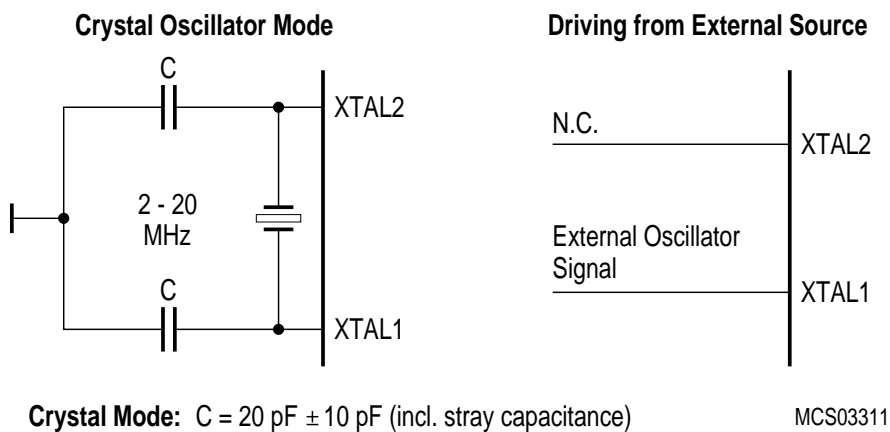 Crystal Oscillator Mode
C
XTAL2
2 - 20
MHz
C
XTAL1
Driving from External Source
N.C.
XTAL2
External Oscillator
Signal
XTAL1
Crystal Mode: C = 20 pF ± 10 pF (incl. stray capacitance)
MCS03311